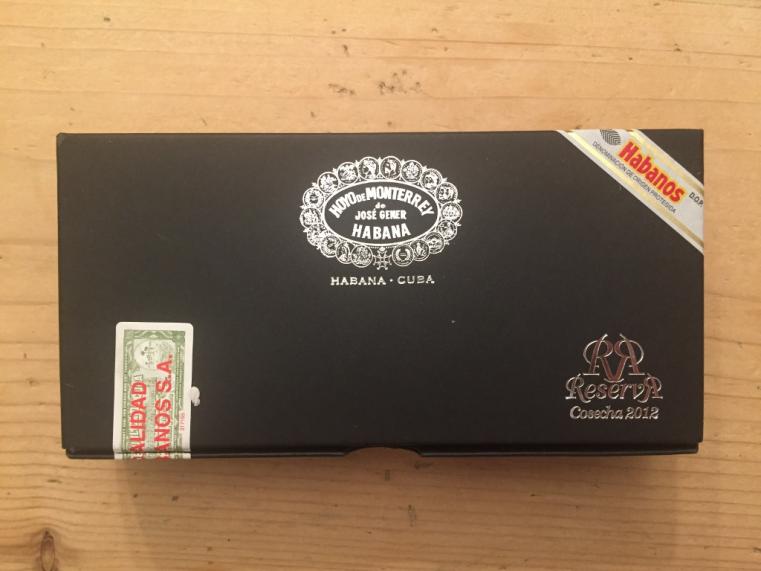 HOYO DE MONTERREY
de
JOSÉ GENER
HABANA
HABANA · CUBA
Habanos
DENOMINACIÓN DE ORIGEN PROTEGIDA
D.O.P.
RR
Reserva
Cosecha 2012
ALIDAD
ANOS S.A.